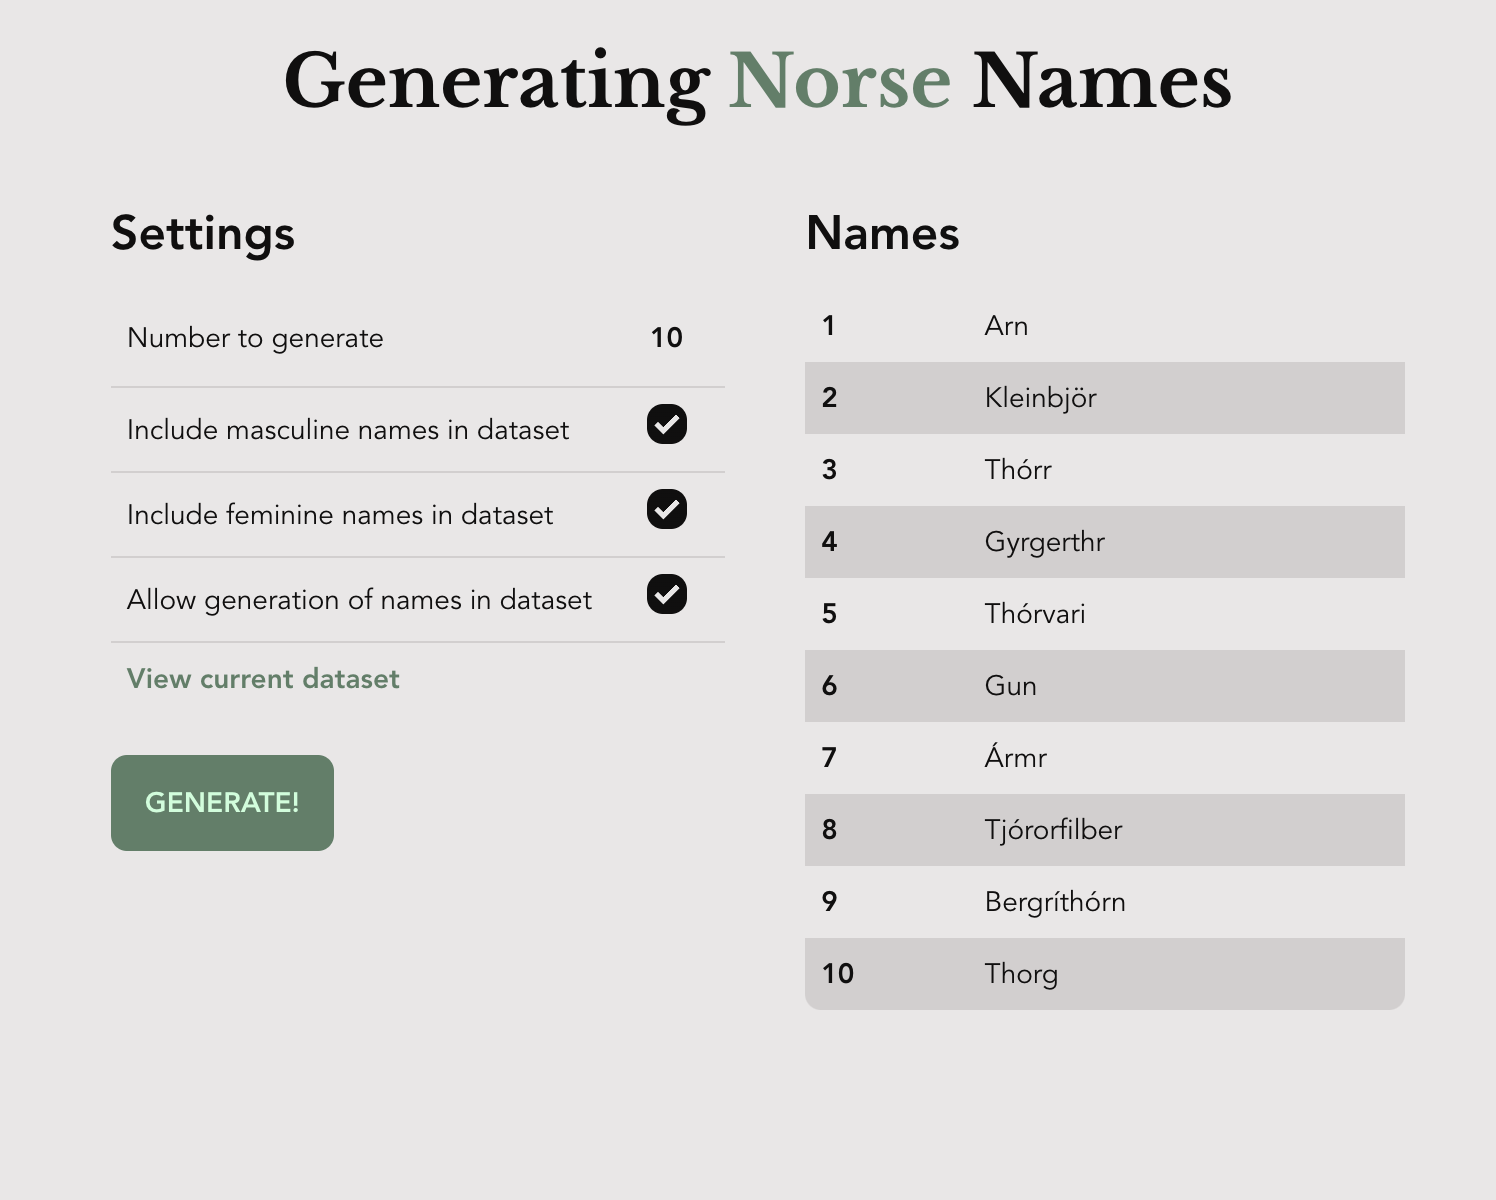 Generating Norse Names
Settings
Number to generate 10
Include masculine names in dataset
Include feminine names in dataset
Allow generation of names in dataset
View current dataset
GENERATE!
Names
1 Arn
2 Kleinbjör
3 Thórr
4 Gyrgerthr
5 Thórvari
6 Gun
7 Ármr
8 Tjórorfilber
9 Bergríthórn
10 Thorg